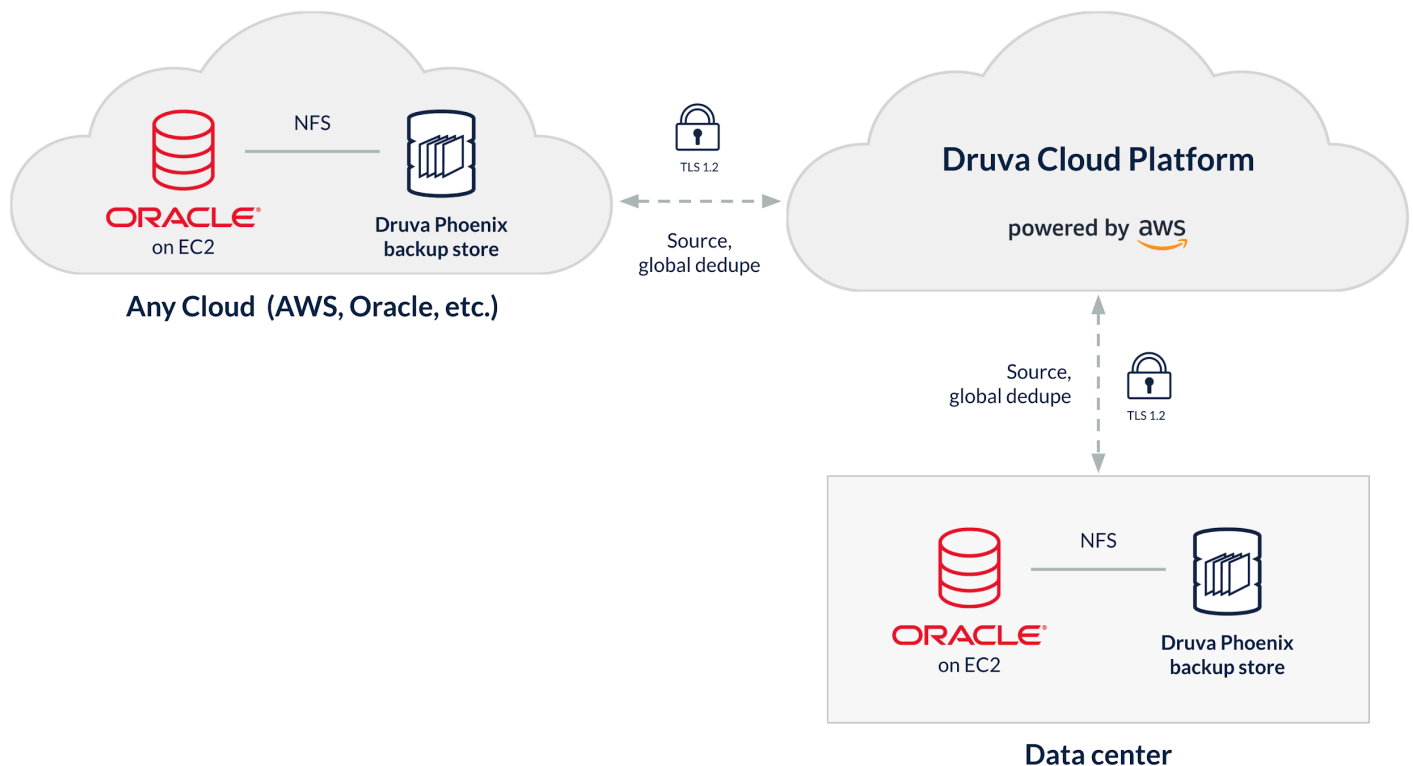 NFS
ORACLE®
on EC2
Druva Phoenix
backup store
Any Cloud (AWS, Oracle, etc.)
TLS 1.2
Source,
global dedupe
Druva Cloud Platform
powered by aws
Source,
global dedupe
TLS 1.2
NFS
ORACLE®
on EC2
Druva Phoenix
backup store
Data center